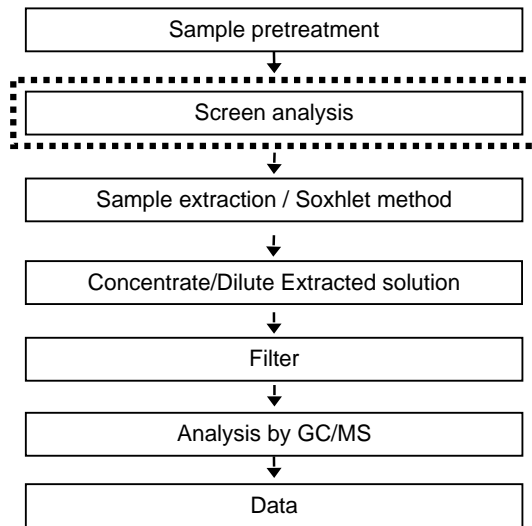 Sample pretreatment
Screen analysis
Sample extraction / Soxhlet method
Concentrate/Dilute Extracted solution
Filter
Analysis by GC/MS
Data